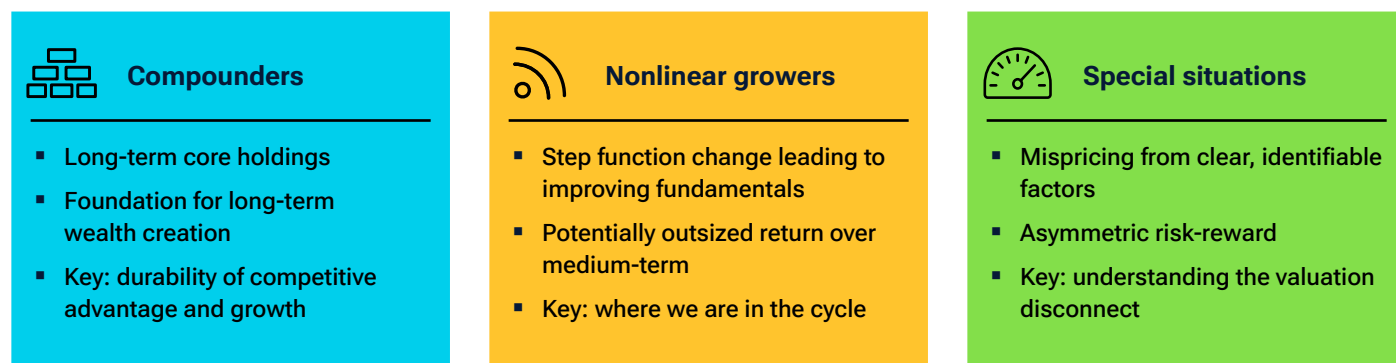 Compounders
▪ Long-term core holdings
▪ Foundation for long-term
wealth creation
▪ Key: durability of competitive
advantage and growth
Nonlinear growers
▪ Step function change leading to
improving fundamentals
▪ Potentially outsized return over
medium-term
▪ Key: where we are in the cycle
Special situations
▪ Mispricing from clear, identifiable
factors
▪ Asymmetric risk-reward
▪ Key: understanding the valuation
disconnect